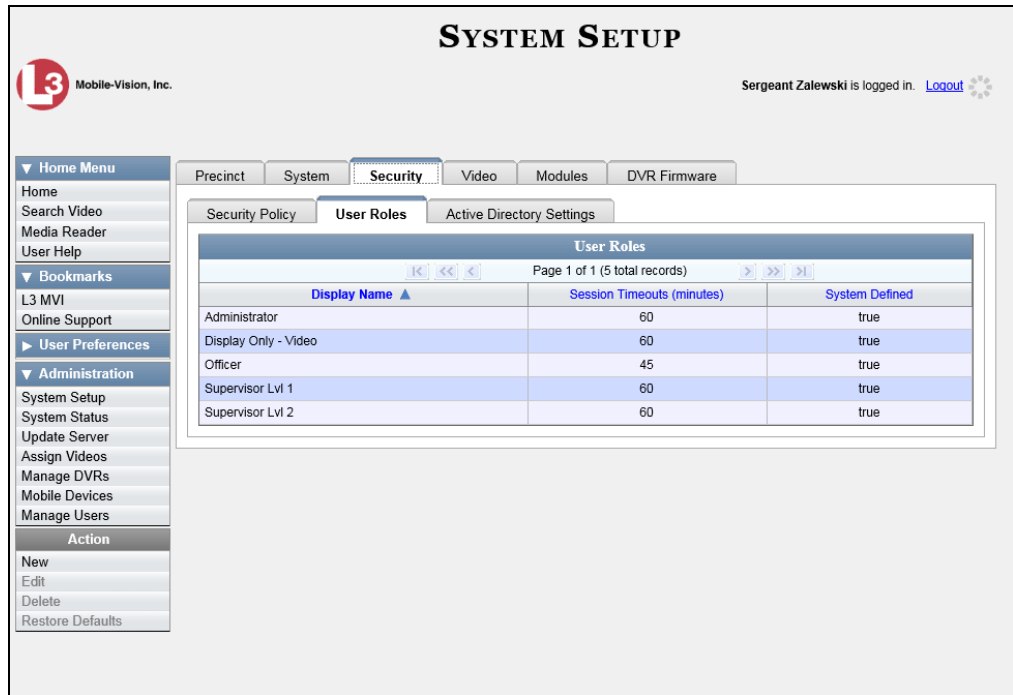 SYSTEM SETUP
L3 Mobile-Vision, Inc.
Sergeant Zalewski is logged in. Logout
▼ Home Menu
Home
Search Video
Media Reader
User Help
▼ Bookmarks
L3 MVI
Online Support
▶ User Preferences
▼ Administration
System Setup
System Status
Update Server
Assign Videos
Manage DVRs
Mobile Devices
Manage Users
Action
New
Edit
Delete
Restore Defaults
Precinct System Security Video Modules DVR Firmware
Security Policy User Roles Active Directory Settings
User Roles
|< << < Page 1 of 1 (5 total records) > >> >|
Display Name ▲ Session Timeouts (minutes) System Defined
Administrator 60 true
Display Only - Video 60 true
Officer 45 true
Supervisor Lvl 1 60 true
Supervisor Lvl 2 60 true